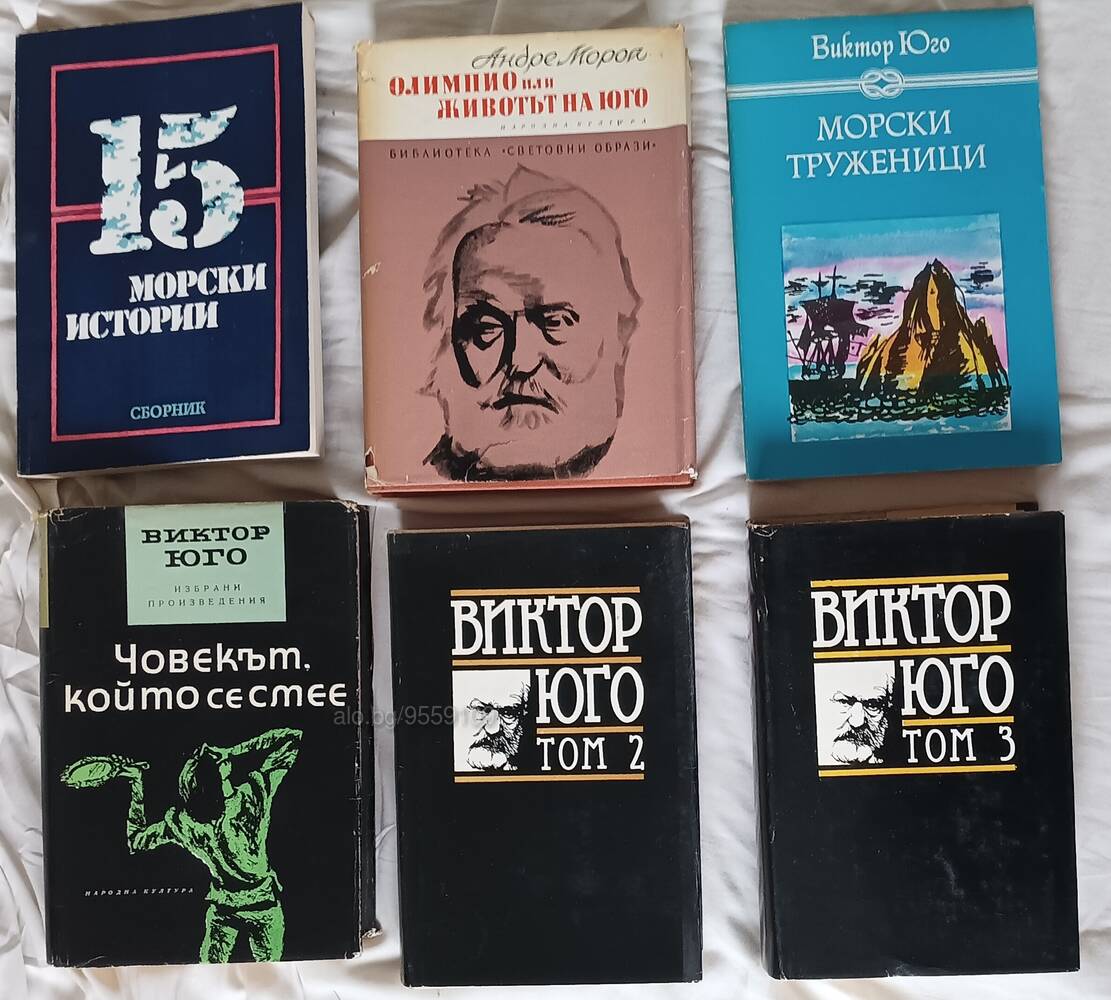 15
МОРСКИ
ИСТОРИИ
СБОРНИК
Андре Мороа
ОЛИМПИО или
ЖИВОТЪТ НА ЮГО
НАРОДНА КУЛТУРА
БИБЛИОТЕКА "СВЕТОВНИ ОБРАЗИ"
Виктор Юго
МОРСКИ
ТРУЖЕНИЦИ
ВИКТОР
ЮГО
ИЗБРАНИ
ПРОИЗВЕДЕНИЯ
Човекът,
който се смее
НАРОДНА КУЛТУРА
ВИКТОР
ЮГО
ТОМ 2
ВИКТОР
ЮГО
ТОМ 3